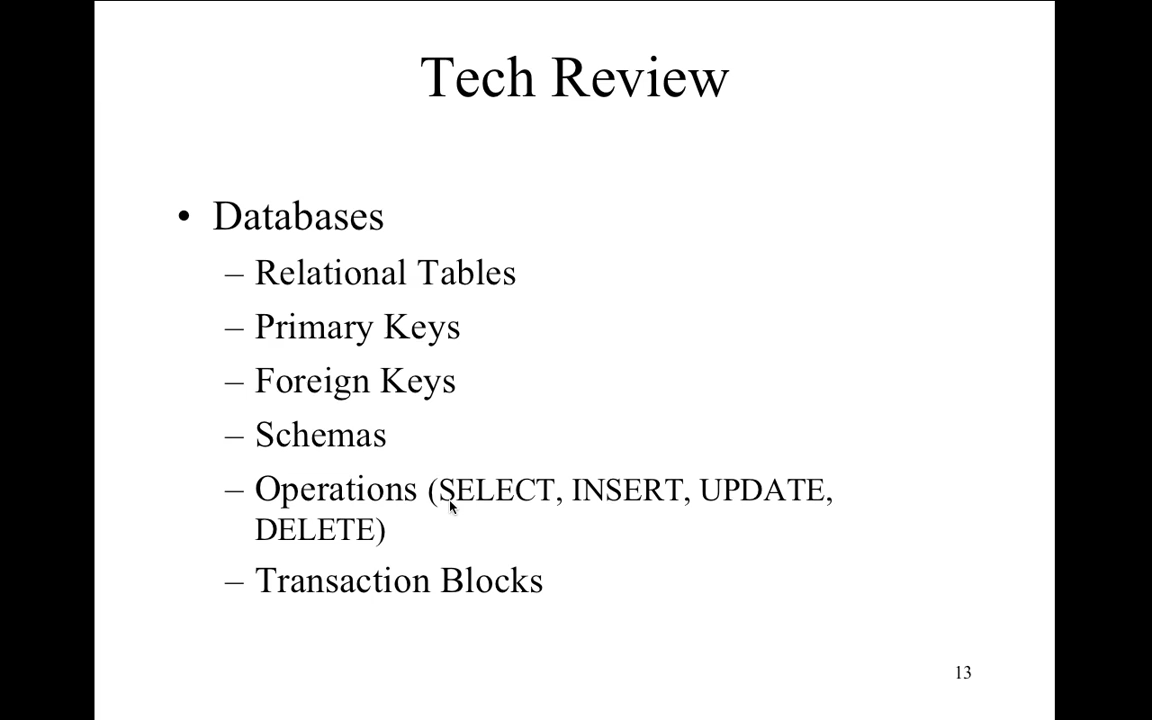 Tech Review
• Databases
– Relational Tables
– Primary Keys
– Foreign Keys
– Schemas
– Operations (SELECT, INSERT, UPDATE,
DELETE)
– Transaction Blocks
13